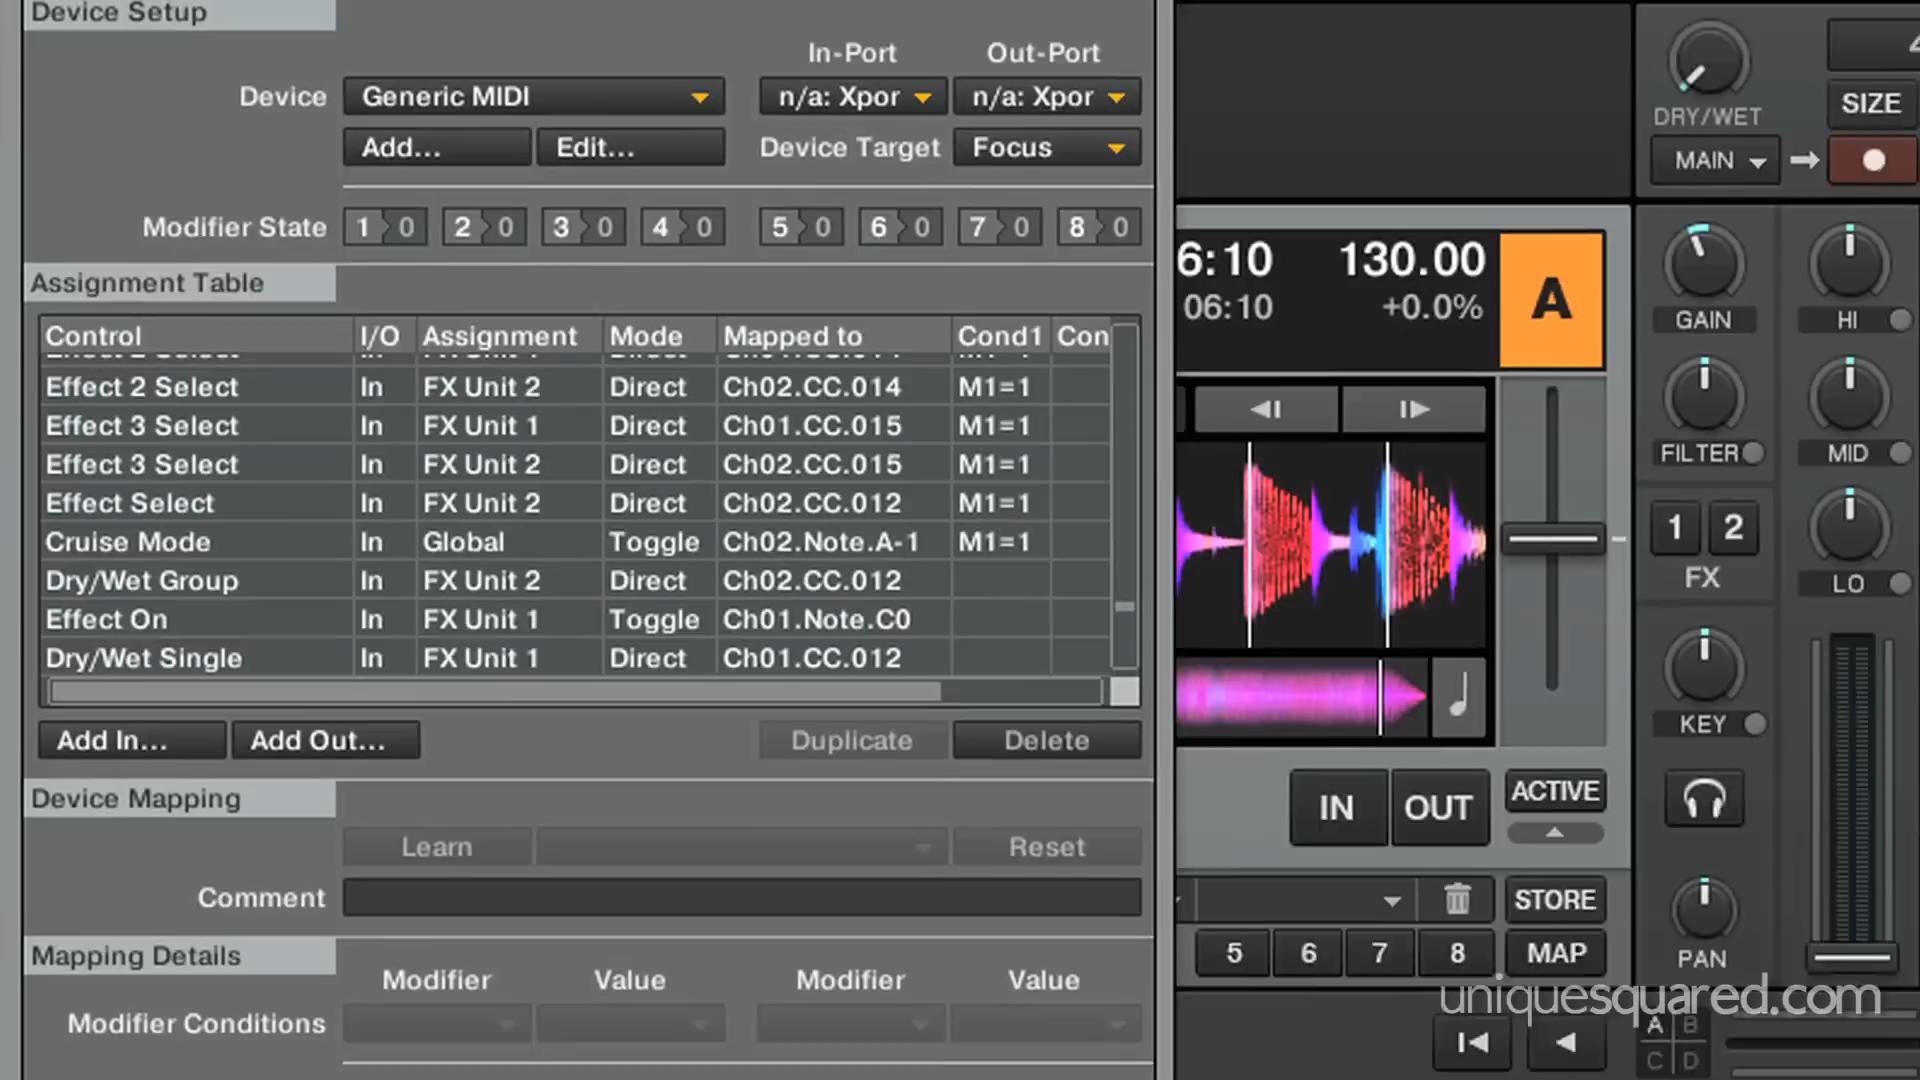 Device Setup
In-Port Out-Port
Device Generic MIDI n/a: Xpor n/a: Xpor
Add... Edit... Device Target Focus
Modifier State 1 0 2 0 3 0 4 0 5 0 6 0 7 0 8 0
Assignment Table
Control I/O Assignment Mode Mapped to Cond1 Con
Effect 2 Select In FX Unit 2 Direct Ch02.CC.014 M1=1
Effect 3 Select In FX Unit 1 Direct Ch01.CC.015 M1=1
Effect 3 Select In FX Unit 2 Direct Ch02.CC.015 M1=1
Effect Select In FX Unit 2 Direct Ch02.CC.012 M1=1
Cruise Mode In Global Toggle Ch02.Note.A-1 M1=1
Dry/Wet Group In FX Unit 2 Direct Ch02.CC.012
Effect On In FX Unit 1 Toggle Ch01.Note.C0
Dry/Wet Single In FX Unit 1 Direct Ch01.CC.012
Add In... Add Out... Duplicate Delete
Device Mapping
Learn Reset
Comment
Mapping Details
Modifier Value Modifier Value
Modifier Conditions
DRY/WET SIZE
MAIN
6:10 130.00 A
06:10 +0.0%
GAIN HI
FILTER MID
1 2
FX LO
KEY
IN OUT ACTIVE
STORE
5 6 7 8 MAP
PAN
uniquesquared.com
A B
C D